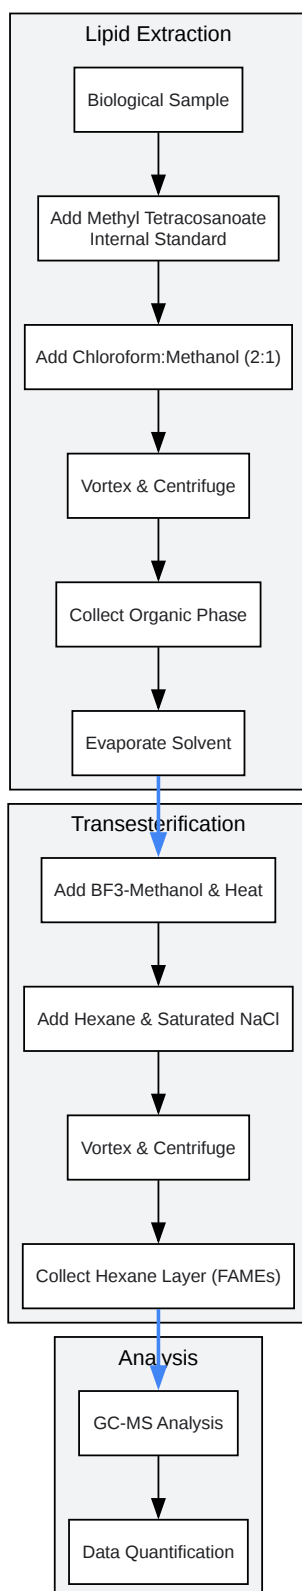 Lipid Extraction
Biological Sample
Add Methyl Tetracosanoate
Internal Standard
Add Chloroform:Methanol (2:1)
Vortex & Centrifuge
Collect Organic Phase
Evaporate Solvent
Transesterification
Add BF3-Methanol & Heat
Add Hexane & Saturated NaCl
Vortex & Centrifuge
Collect Hexane Layer (FAMEs)
Analysis
GC-MS Analysis
Data Quantification